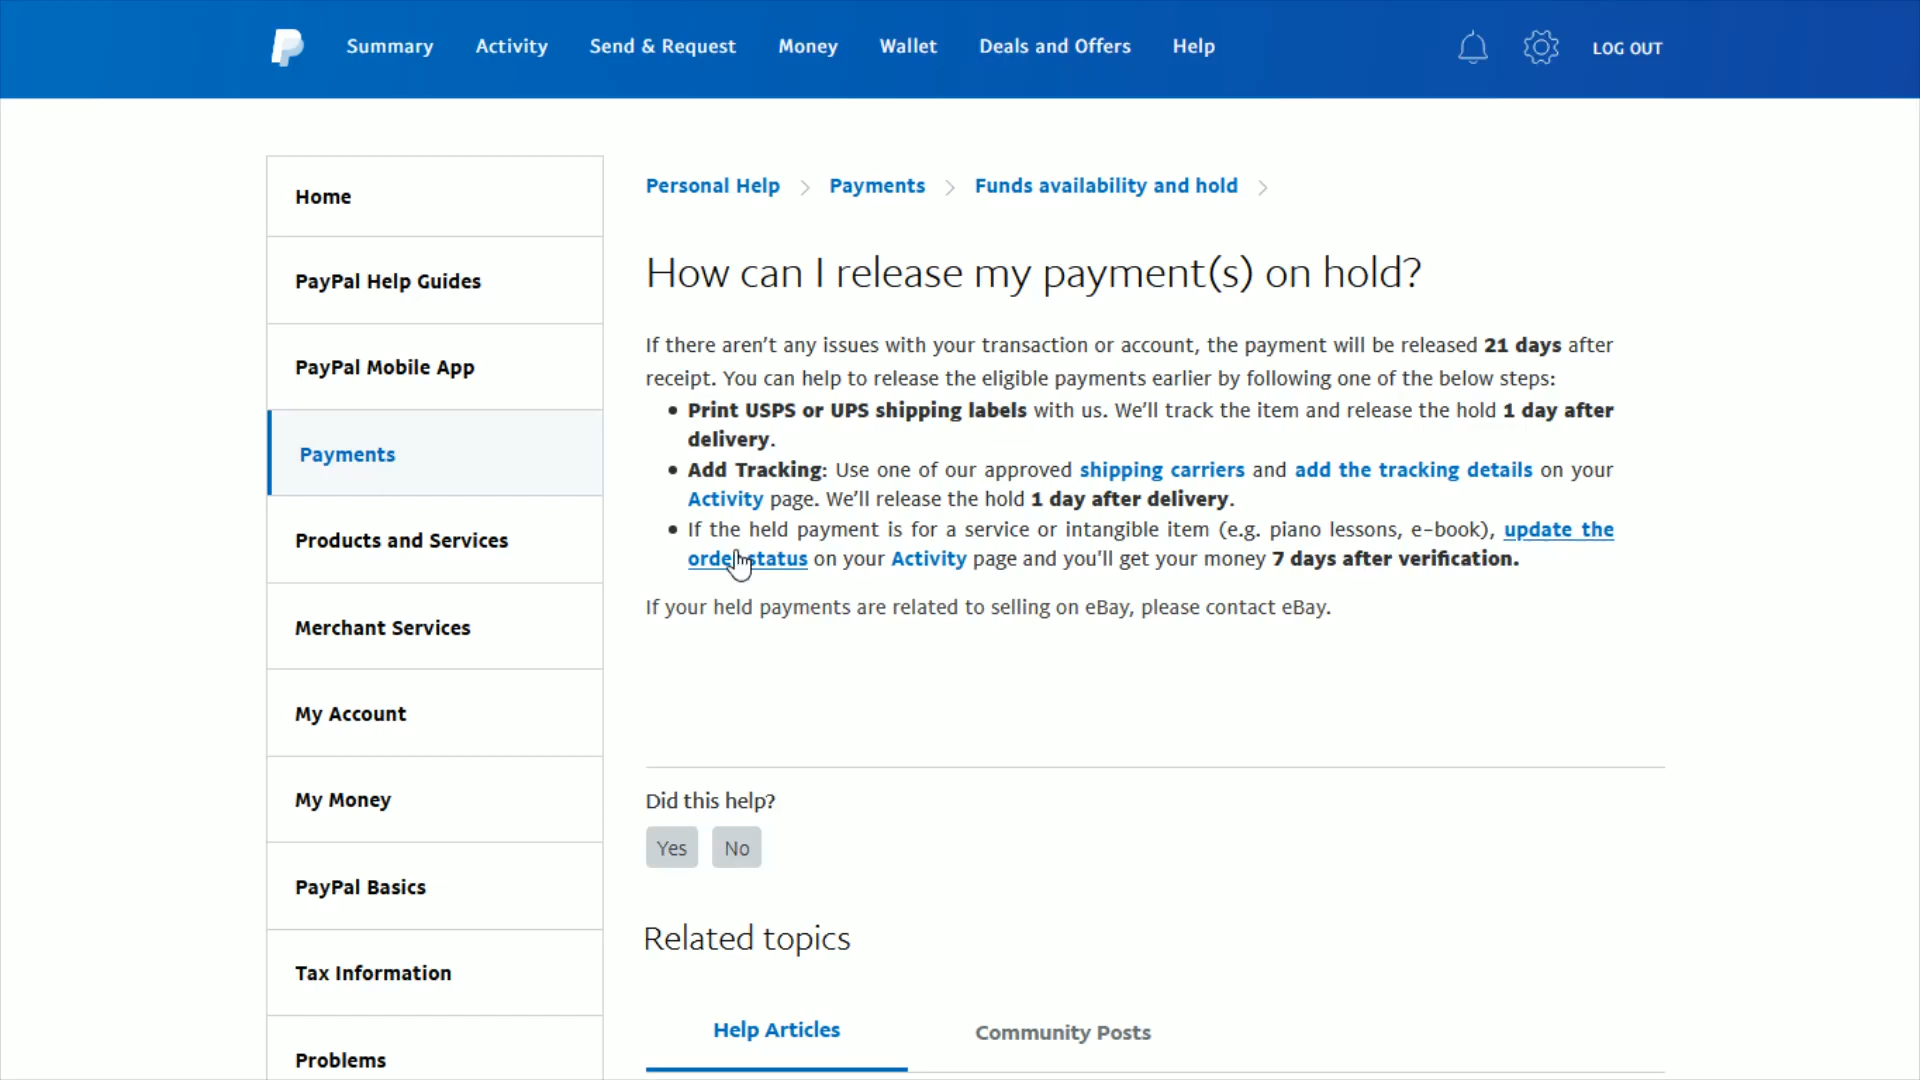 Summary Activity Send & Request Money Wallet Deals and Offers Help LOG OUT
Home
PayPal Help Guides
PayPal Mobile App
Payments
Products and Services
Merchant Services
My Account
My Money
PayPal Basics
Tax Information
Problems
Personal Help > Payments > Funds availability and hold >
How can I release my payment(s) on hold?
If there aren't any issues with your transaction or account, the payment will be released 21 days after
receipt. You can help to release the eligible payments earlier by following one of the below steps:
• Print USPS or UPS shipping labels with us. We'll track the item and release the hold 1 day after
delivery.
• Add Tracking: Use one of our approved shipping carriers and add the tracking details on your
Activity page. We'll release the hold 1 day after delivery.
• If the held payment is for a service or intangible item (e.g. piano lessons, e-book), update the
order status on your Activity page and you'll get your money 7 days after verification.
If your held payments are related to selling on eBay, please contact eBay.
Did this help?
Yes No
Related topics
Help Articles Community Posts